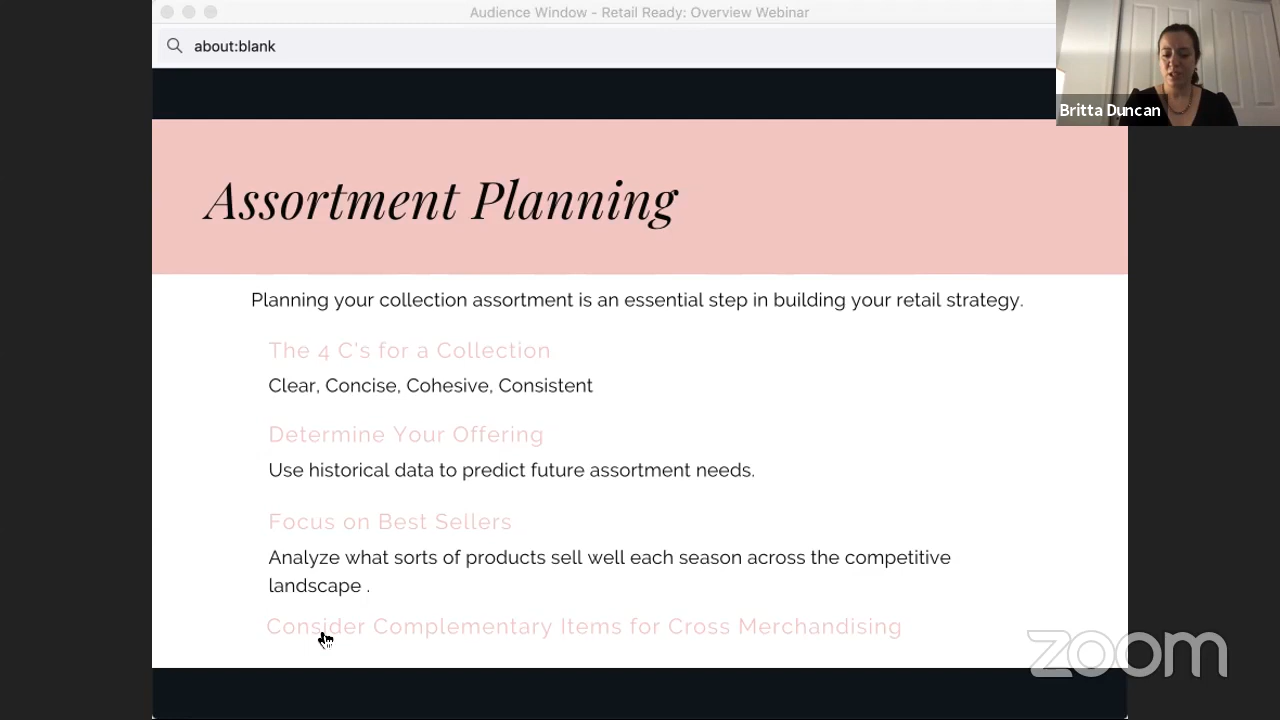 Audience Window - Retail Ready: Overview Webinar
about:blank
Britta Duncan
Assortment Planning
Planning your collection assortment is an essential step in building your retail strategy.
The 4 C's for a Collection
Clear, Concise, Cohesive, Consistent
Determine Your Offering
Use historical data to predict future assortment needs.
Focus on Best Sellers
Analyze what sorts of products sell well each season across the competitive
landscape .
Consider Complementary Items for Cross Merchandising
zoom